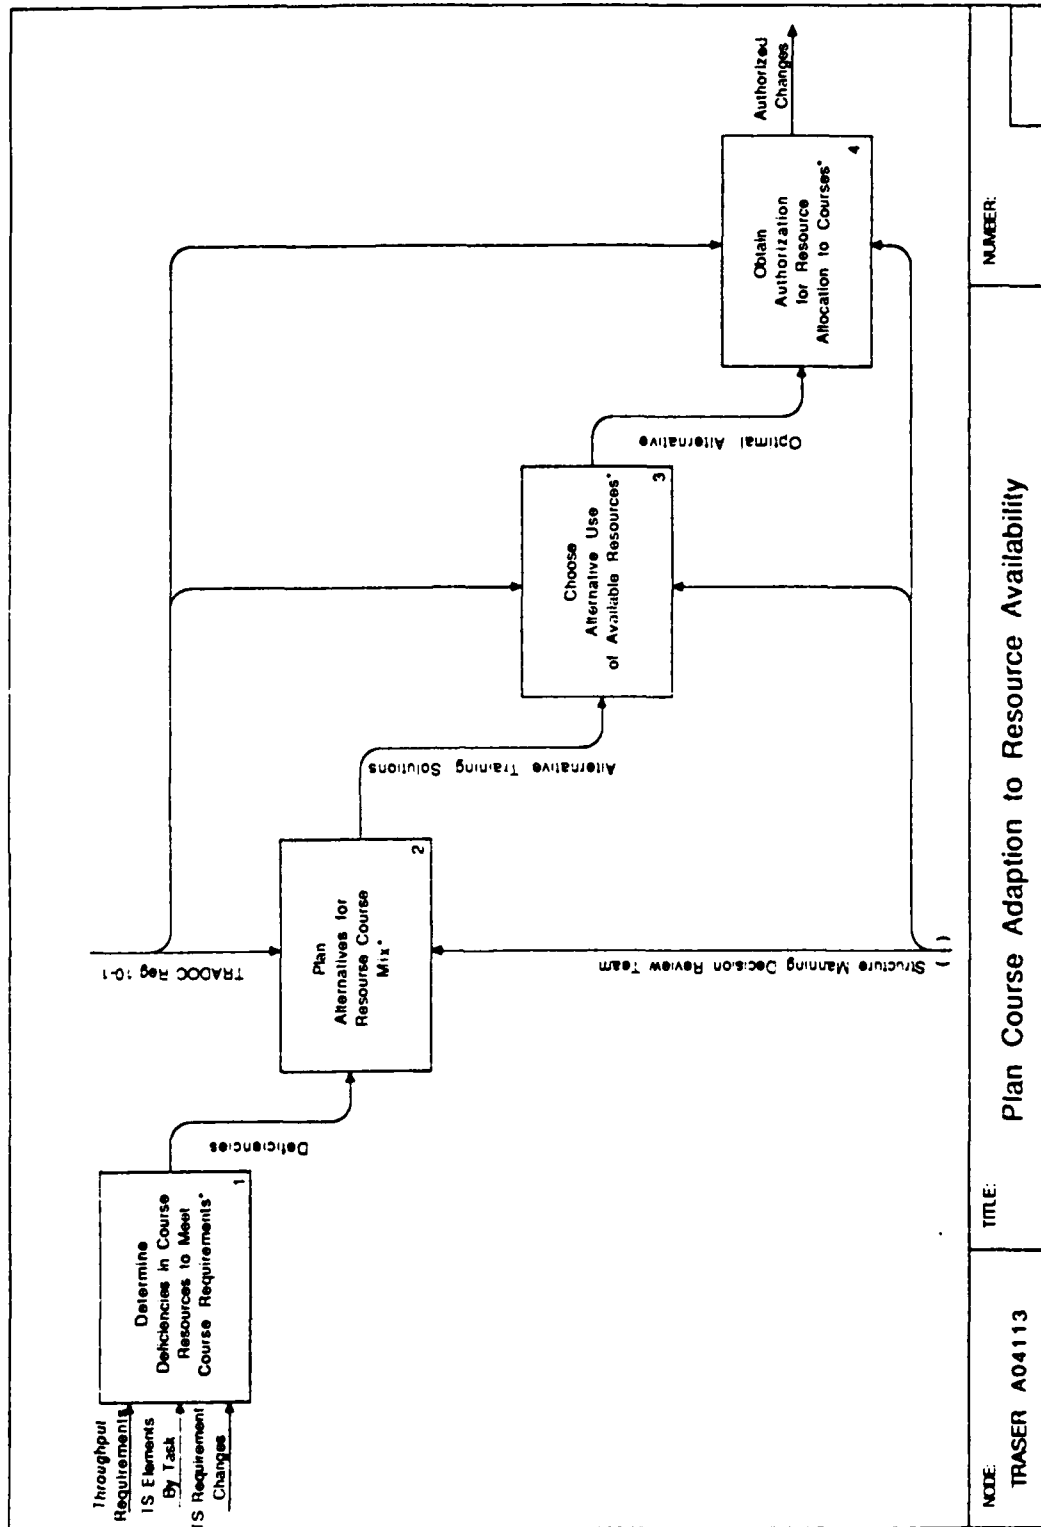 Throughput
Requirements
TS Elements
By Task
TS Requirement
Changes
Determine
Deficiencies in Course
Resources to Meet
Course Requirements*
1
Deficiencies
TRADOC Reg 10-1
Plan
Alternatives for
Resourse Course
Mix*
2
Alternative Training Solutions
Structure Manning Decision Review Team
( )
Choose
Alternative Use
of Available Resources*
3
Optimal Alternative
Obtain
Authorization
for Resource
Allocation to Courses*
4
Authorized
Changes
NODE:
TRASER A04113
TITLE:
Plan Course Adaption to Resource Availability
NUMBER: